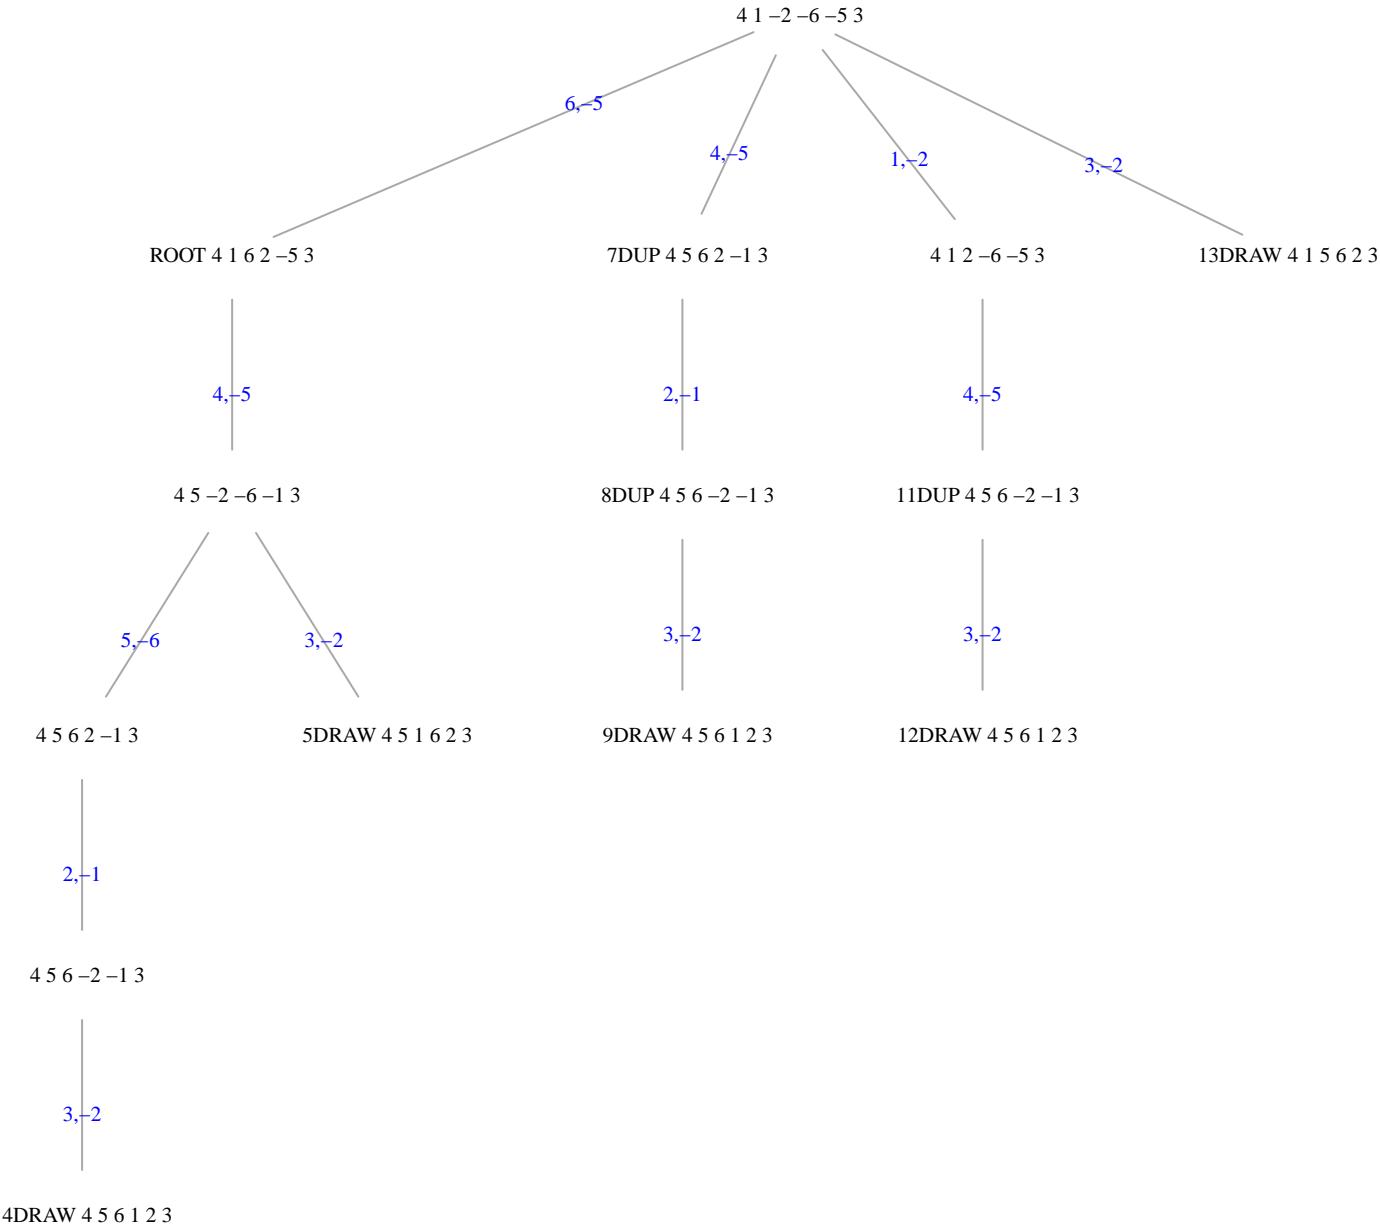 4 1 –2 –6 –5 3
6,–5
4,–5
1,–2
3,–2
ROOT 4 1 6 2 –5 3
7DUP 4 5 6 2 –1 3
4 1 2 –6 –5 3
13DRAW 4 1 5 6 2 3
4,–5
2,–1
4,–5
4 5 –2 –6 –1 3
8DUP 4 5 6 –2 –1 3
11DUP 4 5 6 –2 –1 3
5,–6
3,–2
3,–2
3,–2
4 5 6 2 –1 3
5DRAW 4 5 1 6 2 3
9DRAW 4 5 6 1 2 3
12DRAW 4 5 6 1 2 3
2,–1
4 5 6 –2 –1 3
3,–2
4DRAW 4 5 6 1 2 3